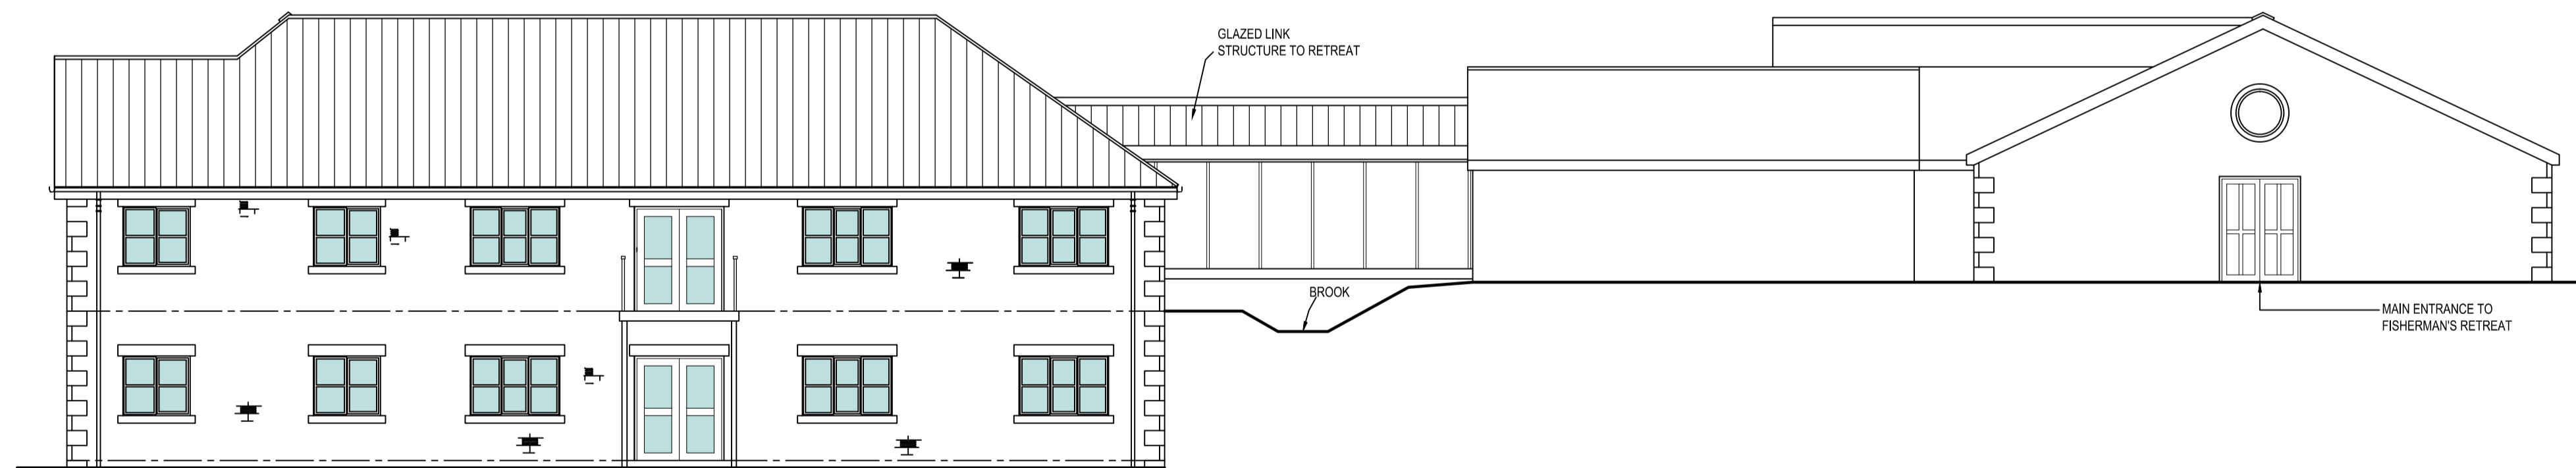 GLAZED LINK
STRUCTURE TO RETREAT
BROOK
MAIN ENTRANCE TO
FISHERMAN'S RETREAT